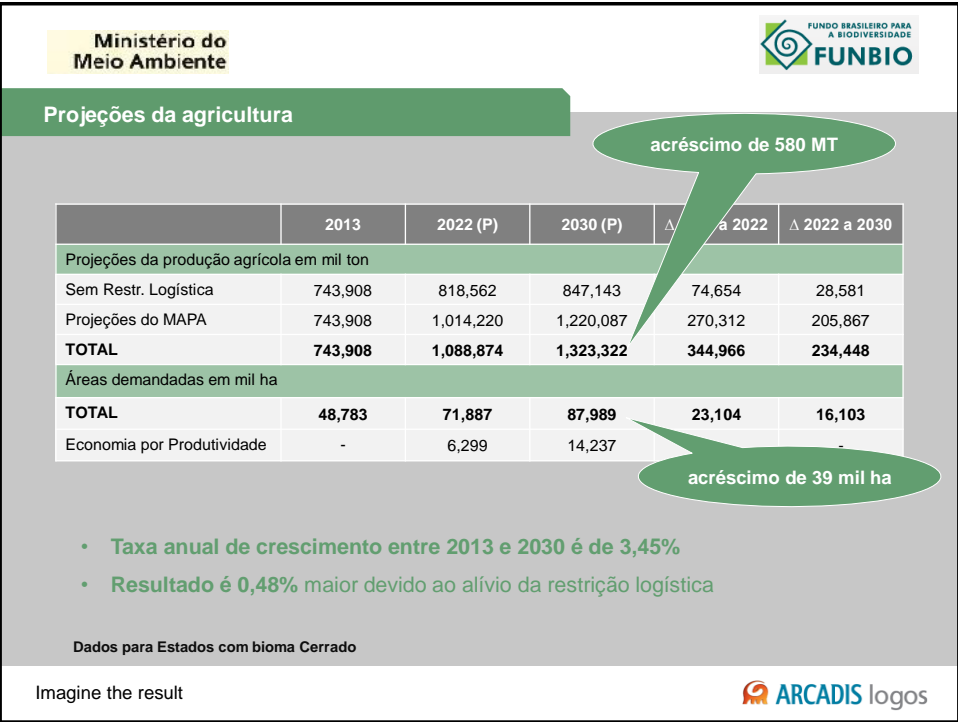 Ministério do
Meio Ambiente
FUNDO BRASILEIRO PARA
A BIODIVERSIDADE
FUNBIO
Projeções da agricultura
acréscimo de 580 MT
2013 2022 (P) 2030 (P) Δ a 2022 Δ 2022 a 2030
Projeções da produção agrícola em mil ton
Sem Restr. Logística 743,908 818,562 847,143 74,654 28,581
Projeções do MAPA 743,908 1,014,220 1,220,087 270,312 205,867
TOTAL 743,908 1,088,874 1,323,322 344,966 234,448
Áreas demandadas em mil ha
TOTAL 48,783 71,887 87,989 23,104 16,103
Economia por Produtividade - 6,299 14,237 -
acréscimo de 39 mil ha
• Taxa anual de crescimento entre 2013 e 2030 é de 3,45%
• Resultado é 0,48% maior devido ao alívio da restrição logística
Dados para Estados com bioma Cerrado
Imagine the result
ARCADIS logos